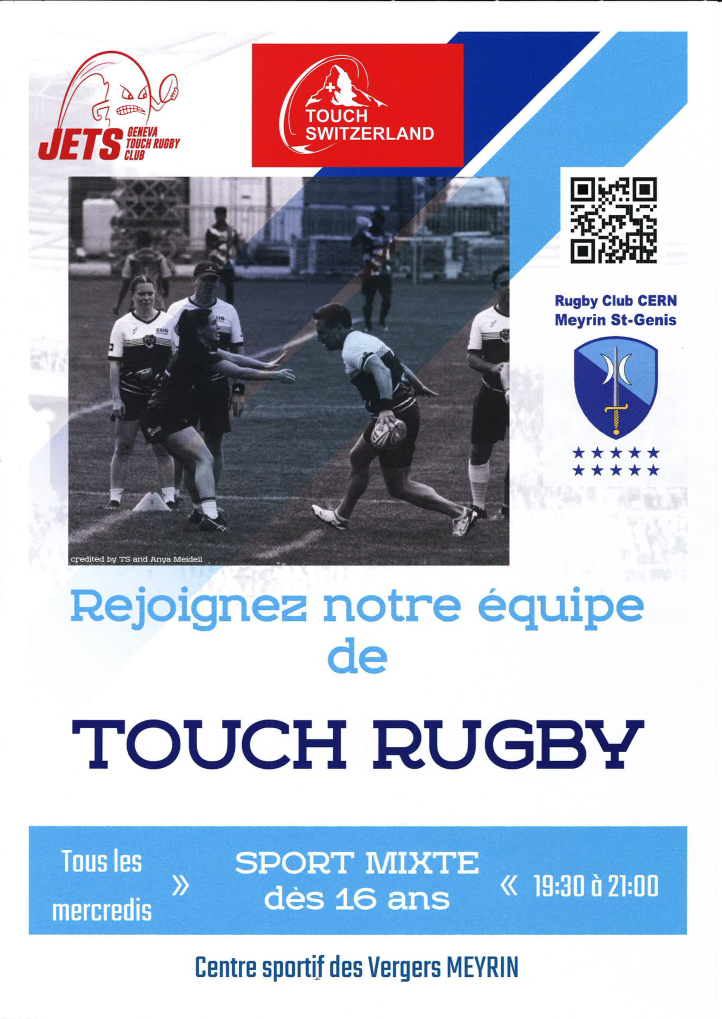 JETS
GENEVA
TOUCH RUGBY
CLUB
TOUCH
SWITZERLAND
Rugby Club CERN
Meyrin St-Genis
credited by TS and Anya Meidell
Rejoignez notre équipe
de
TOUCH RUGBY
Tous les
mercredis
»
SPORT MIXTE
dès 16 ans
«
19:30 à 21:00
Centre sportif des Vergers MEYRIN